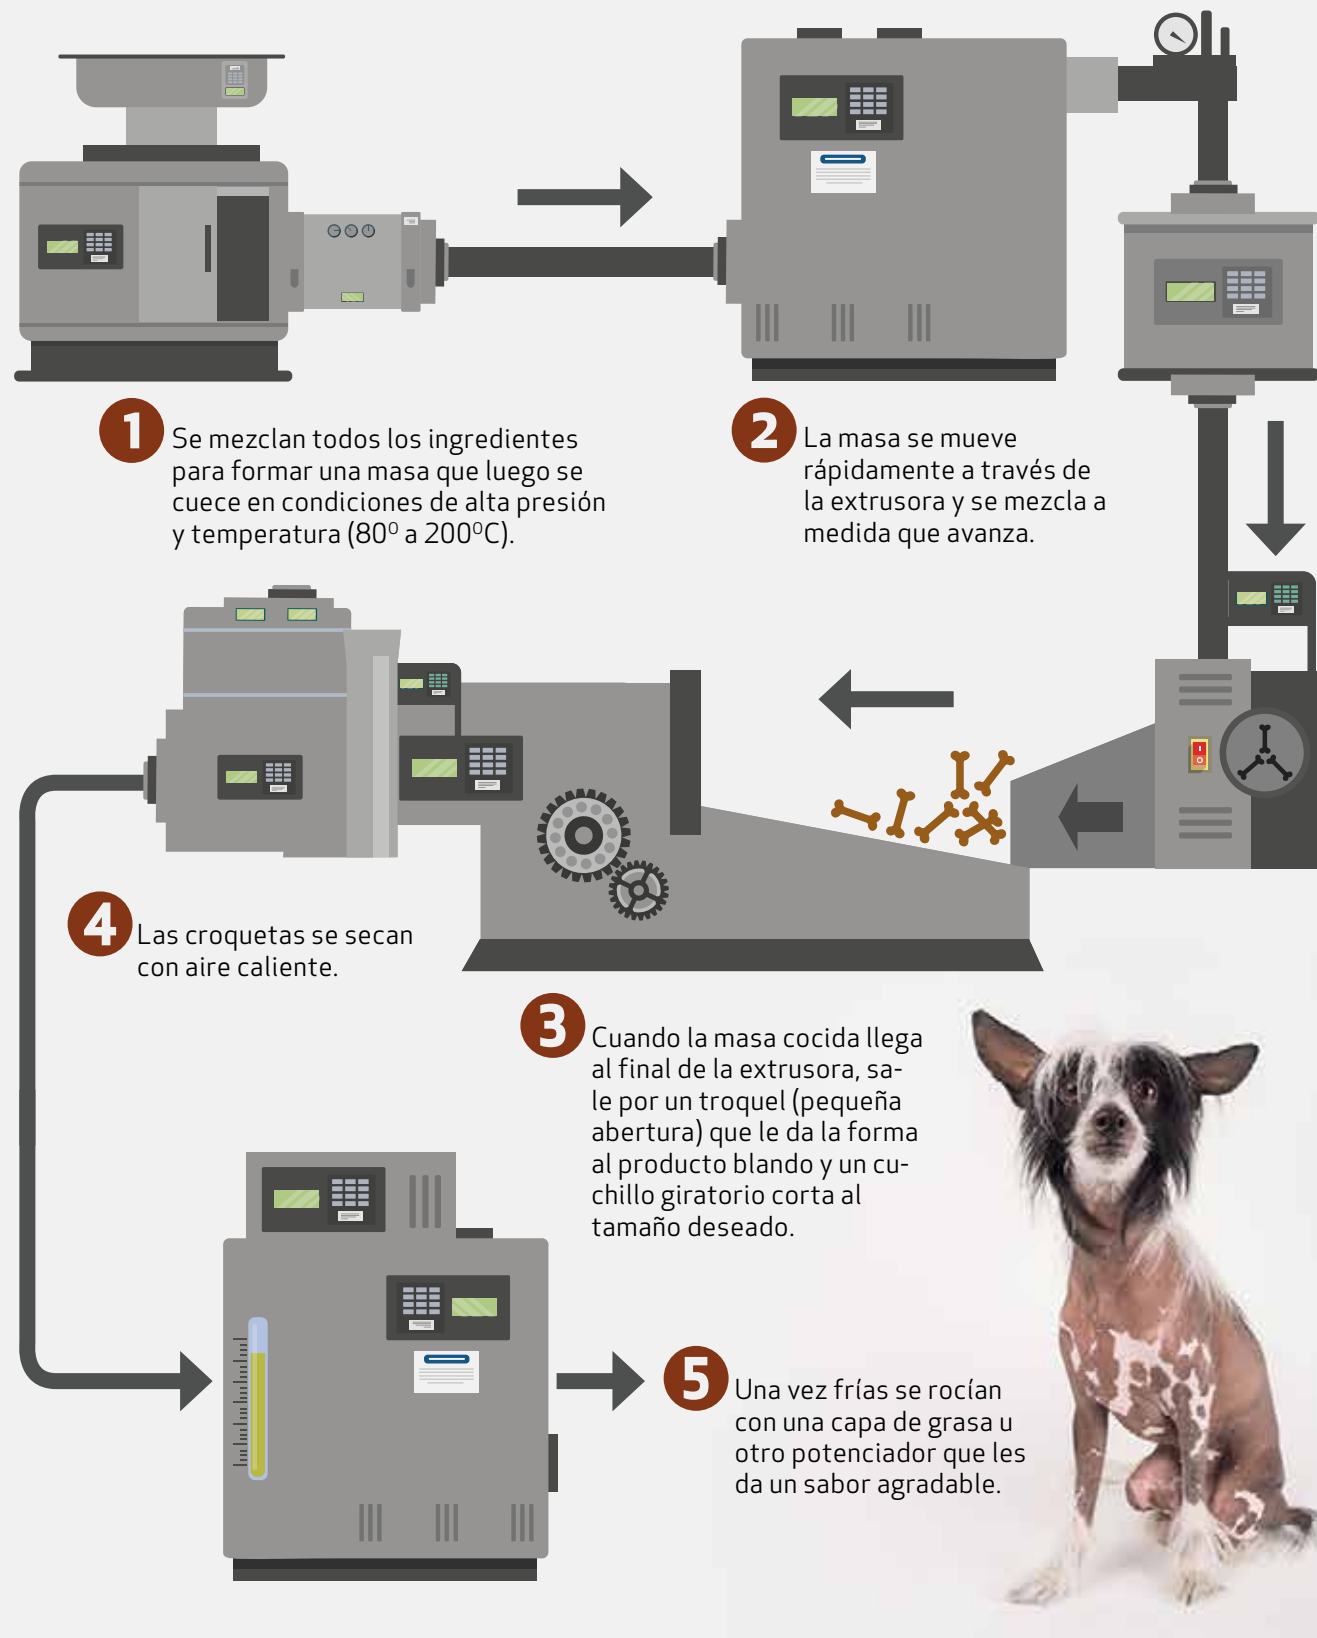 1
Se mezclan todos los ingredientes
para formar una masa que luego se
cuece en condiciones de alta presión
y temperatura (80⁰ a 200⁰C).
2
La masa se mueve
rápidamente a través de
la extrusora y se mezcla a
medida que avanza.
4
Las croquetas se secan
con aire caliente.
3
Cuando la masa cocida llega
al final de la extrusora, sa-
le por un troquel (pequeña
abertura) que le da la forma
al producto blando y un cu-
chillo giratorio corta al
tamaño deseado.
5
Una vez frías se rocían
con una capa de grasa u
otro potenciador que les
da un sabor agradable.